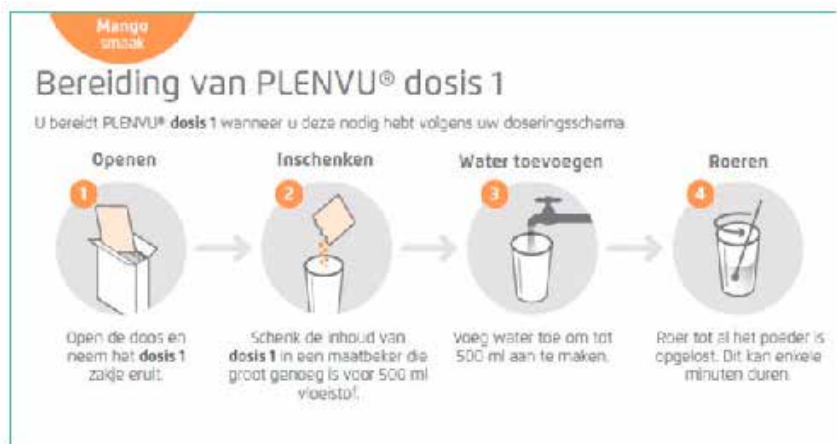 Mango
smaak
Bereiding van PLENVU® dosis 1
U bereidt PLENVU® dosis 1 wanneer u deze nodig hebt volgens uw doseringsschema.
Openen
1
Open de doos en
neem het dosis 1
zakje eruit.
Inschenken
2
Schenk de inhoud van
dosis 1 in een maatbeker die
groot genoeg is voor 500 ml
vloeistof.
Water toevoegen
3
Voeg water toe om tot
500 ml aan te maken.
Roeren
4
Roer tot al het poeder is
opgelost. Dit kan enkele
minuten duren.